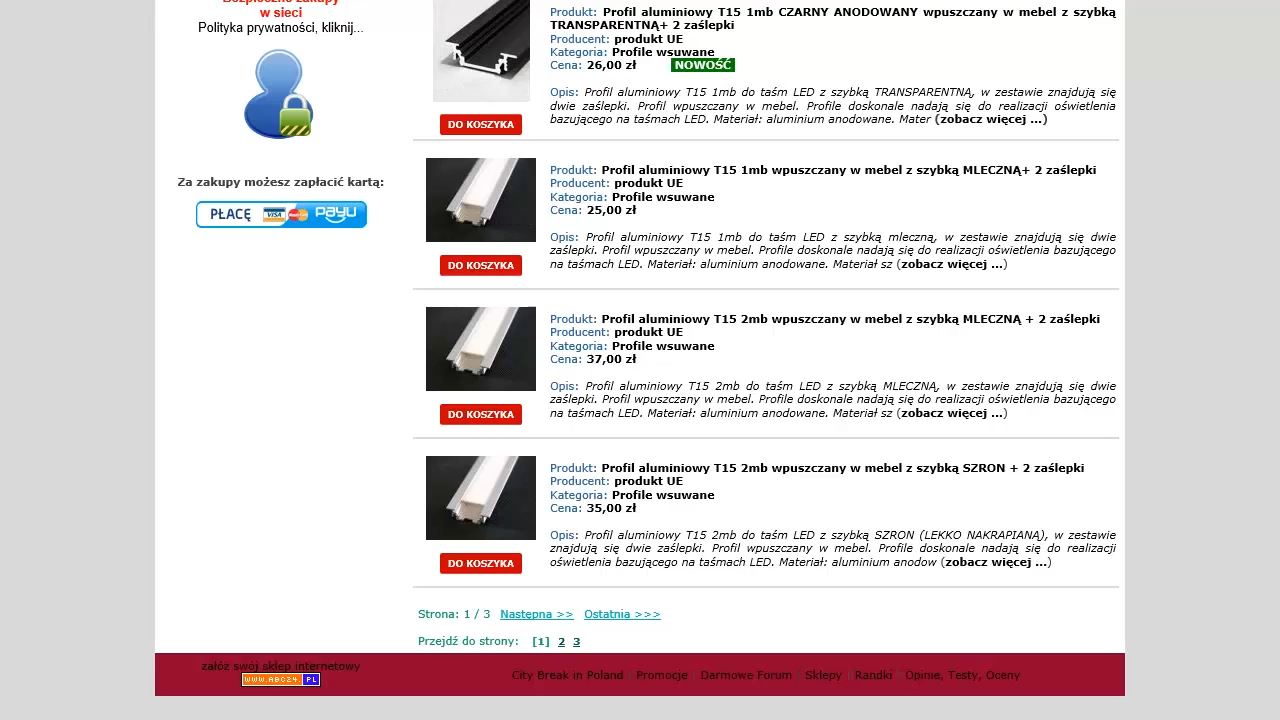 Bezpieczne zakupy
w sieci
Polityka prywatności, kliknij...
Za zakupy możesz zapłacić kartą:
PŁACĘ VISA MasterCard PayU
Produkt: Profil aluminiowy T15 1mb CZARNY ANODOWANY wpuszczany w mebel z szybką
TRANSPARENTNĄ+ 2 zaślepki
Producent: produkt UE
Kategoria: Profile wsuwane
Cena: 26,00 zł NOWOŚĆ
Opis: Profil aluminiowy T15 1mb do taśm LED z szybką TRANSPARENTNA, w zestawie znajdują się
dwie zaślepki. Profil wpuszczany w mebel. Profile doskonale nadają się do realizacji oświetlenia
bazującego na taśmach LED. Materiał: aluminium anodowane. Mater (zobacz więcej ...)
DO KOSZYKA
Produkt: Profil aluminiowy T15 1mb wpuszczany w mebel z szybką MLECZNĄ+ 2 zaślepki
Producent: produkt UE
Kategoria: Profile wsuwane
Cena: 25,00 zł
Opis: Profil aluminiowy T15 1mb do taśm LED z szybką mleczną, w zestawie znajdują się dwie
zaślepki. Profil wpuszczany w mebel. Profile doskonale nadają się do realizacji oświetlenia bazującego
na taśmach LED. Materiał: aluminium anodowane. Materiał sz (zobacz więcej ...)
DO KOSZYKA
Produkt: Profil aluminiowy T15 2mb wpuszczany w mebel z szybką MLECZNĄ + 2 zaślepki
Producent: produkt UE
Kategoria: Profile wsuwane
Cena: 37,00 zł
Opis: Profil aluminiowy T15 2mb do taśm LED z szybką MLECZNĄ, w zestawie znajdują się dwie
zaślepki. Profil wpuszczany w mebel. Profile doskonale nadają się do realizacji oświetlenia bazującego
na taśmach LED. Materiał: aluminium anodowane. Materiał sz (zobacz więcej ...)
DO KOSZYKA
Produkt: Profil aluminiowy T15 2mb wpuszczany w mebel z szybką SZRON + 2 zaślepki
Producent: produkt UE
Kategoria: Profile wsuwane
Cena: 35,00 zł
Opis: Profil aluminiowy T15 2mb do taśm LED z szybką SZRON (LEKKO NAKRAPIANĄ), w zestawie
znajdują się dwie zaślepki. Profil wpuszczany w mebel. Profile doskonale nadają się do realizacji
oświetlenia bazującego na taśmach LED. Materiał: aluminium anodow (zobacz więcej ...)
DO KOSZYKA
Strona: 1 / 3 Następna >> Ostatnia >>>
Przejdź do strony: [1] 2 3
załóż swój sklep internetowy
WWW.ABC24 PL
City Break in Poland | Promocje | Darmowe Forum | Sklepy | Randki | Opinie, Testy, Oceny